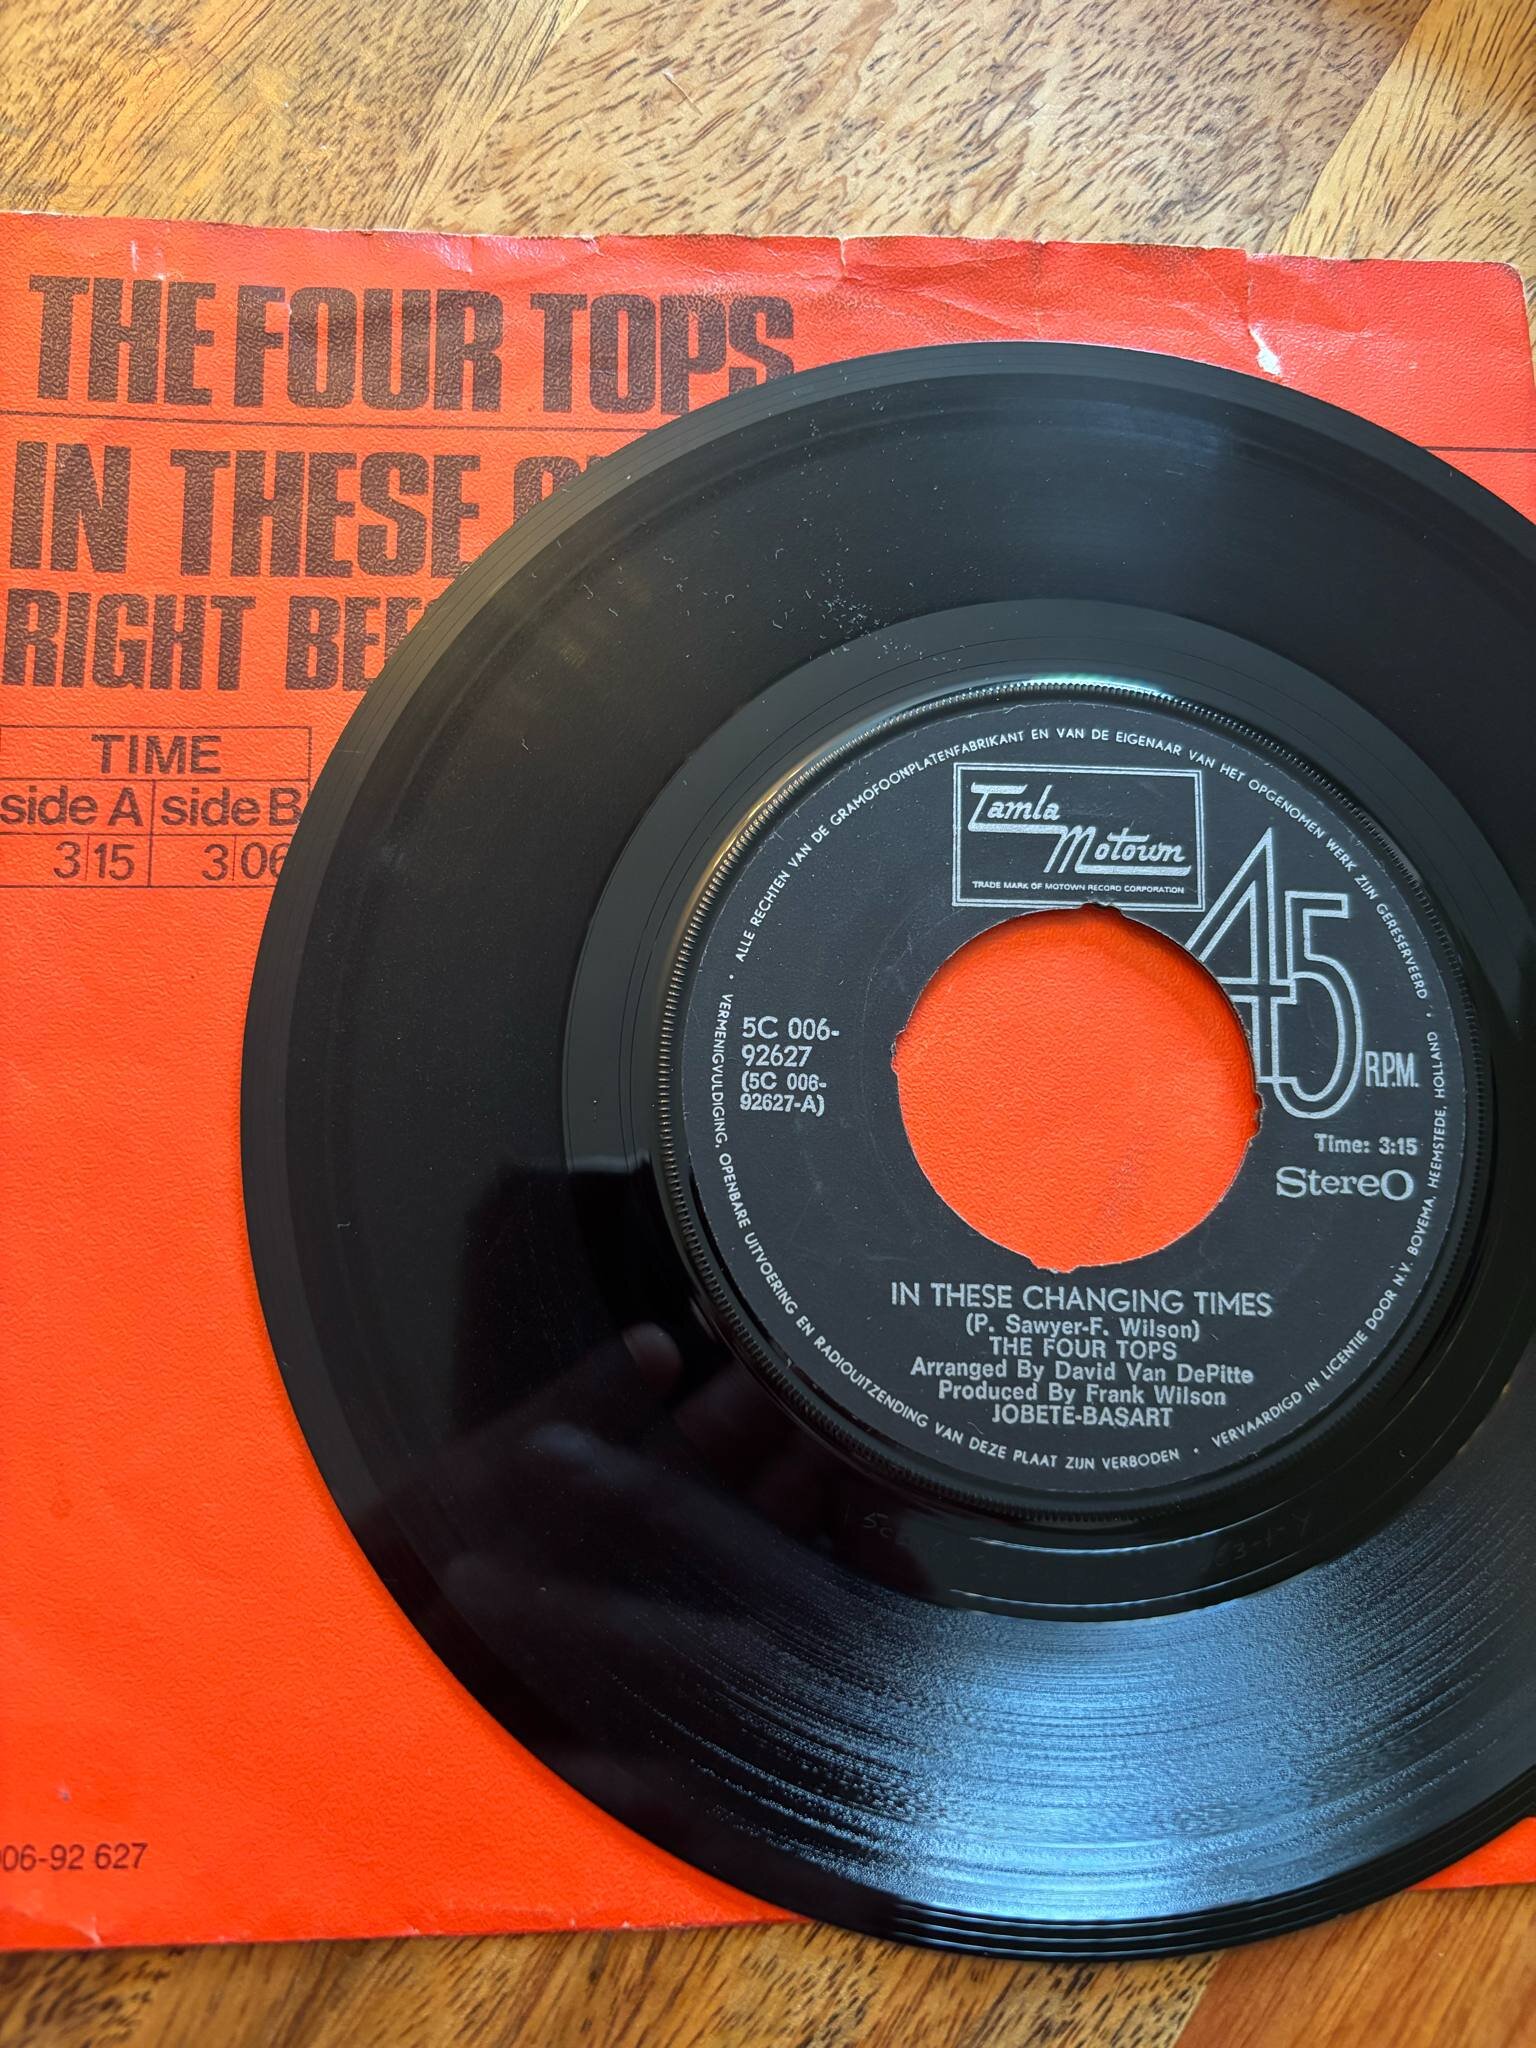 THE FOUR TOPS
IN THESE
RIGHT
TIME
side A side B
3 15 3 06
06-92 627
ALLE RECHTEN VAN DE GRAMOFOONPLATENFABRIKANT EN VAN DE EIGENAAR VAN HET OPGENOMEN WERK ZIJN GERESERVEERD •
Tamla
Motown
TRADE MARK OF MOTOWN RECORD CORPORATION
45
R.P.M.
5C 006-
92627
(5C 006-
92627-A)
Time: 3:15
StereO
IN THESE CHANGING TIMES
(P. Sawyer-F. Wilson)
THE FOUR TOPS
Arranged By David Van DePitte
Produced By Frank Wilson
JOBETE-BASART
• VERMENIGVULDIGING, OPENBARE UITVOERING EN RADIOUITZENDING VAN DEZE PLAAT ZIJN VERBODEN •
VERVAARDIGD IN LICENTIE DOOR N.V. BOVEMA, HEEMSTEDE, HOLLAND